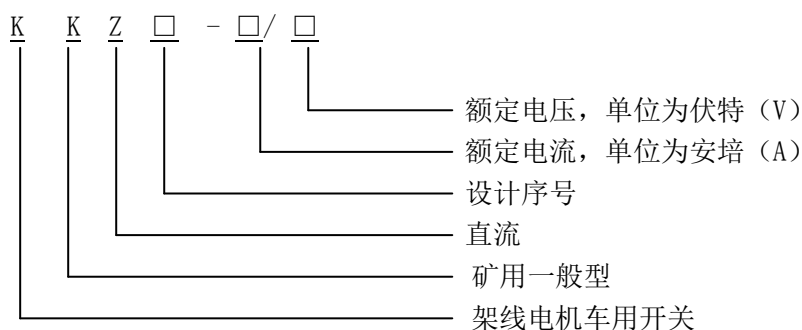 K K Z □ - □/ □
额定电压，单位为伏特（V）
额定电流，单位为安培（A）
设计序号
直流
矿用一般型
架线电机车用开关